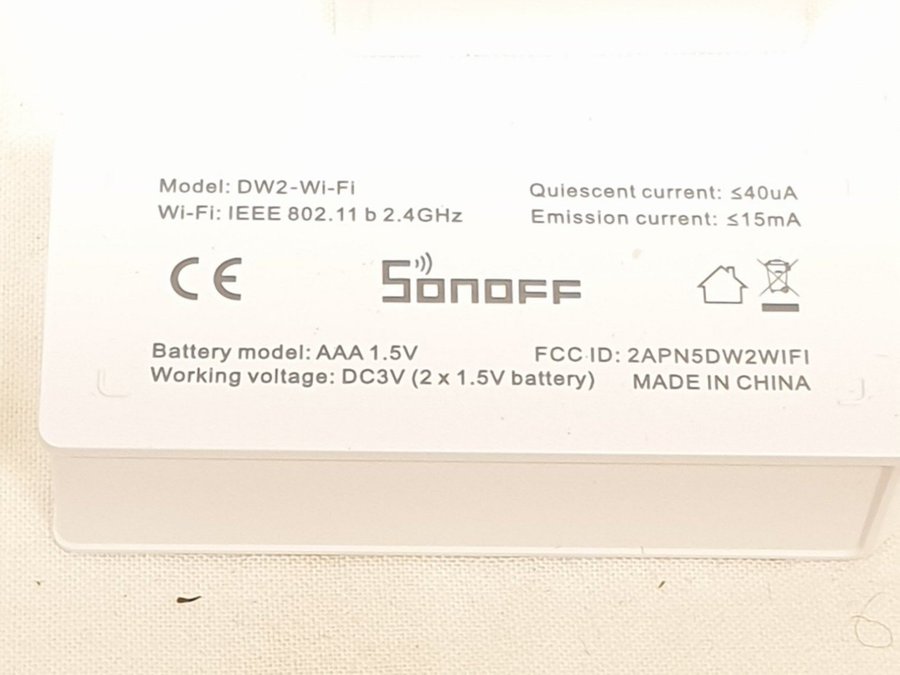 Model: DW2-Wi-Fi
Wi-Fi: IEEE 802.11 b 2.4GHz
Quiescent current: ≤40uA
Emission current: ≤15mA
CE
SONOFF
Battery model: AAA 1.5V
Working voltage: DC3V (2 x 1.5V battery)
FCC ID: 2APN5DW2WIFI
MADE IN CHINA